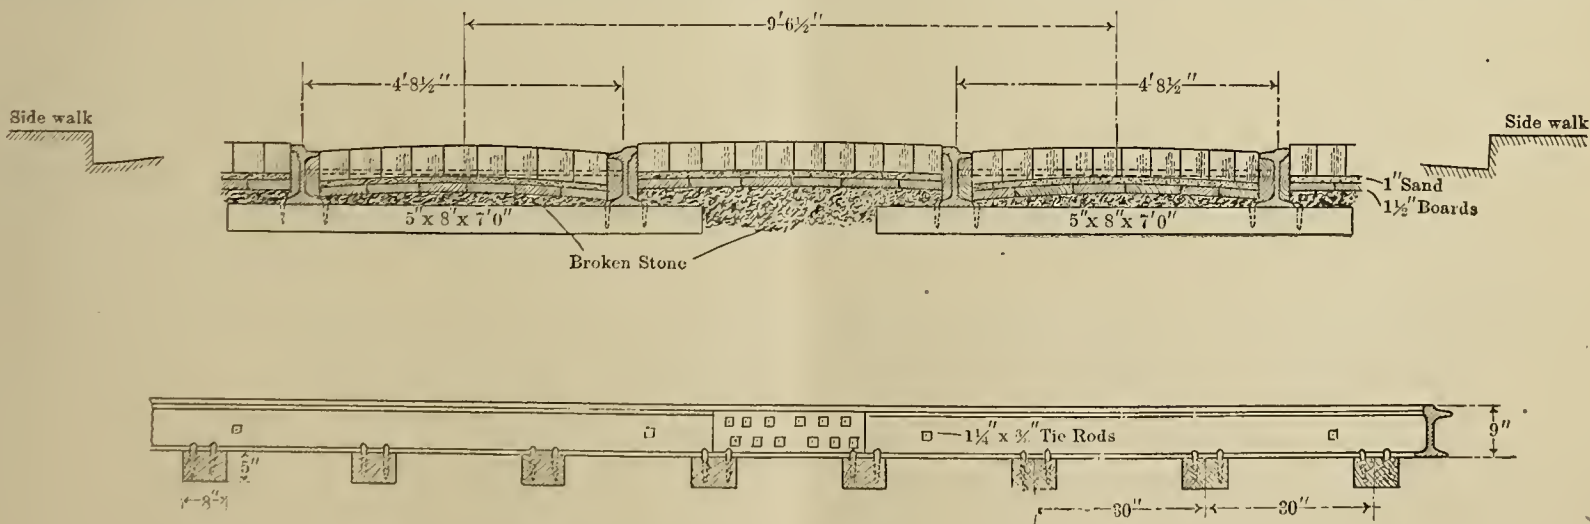 9'6½"
4'8½"
4'8½"
Side walk
Side walk
1" Sand
1½" Boards
5"x 8'x 7'0"
5"x 8"x 7'0"
Broken Stone
1¼" x ⅜" Tie Rods
9"
5"
8"
30"
30"